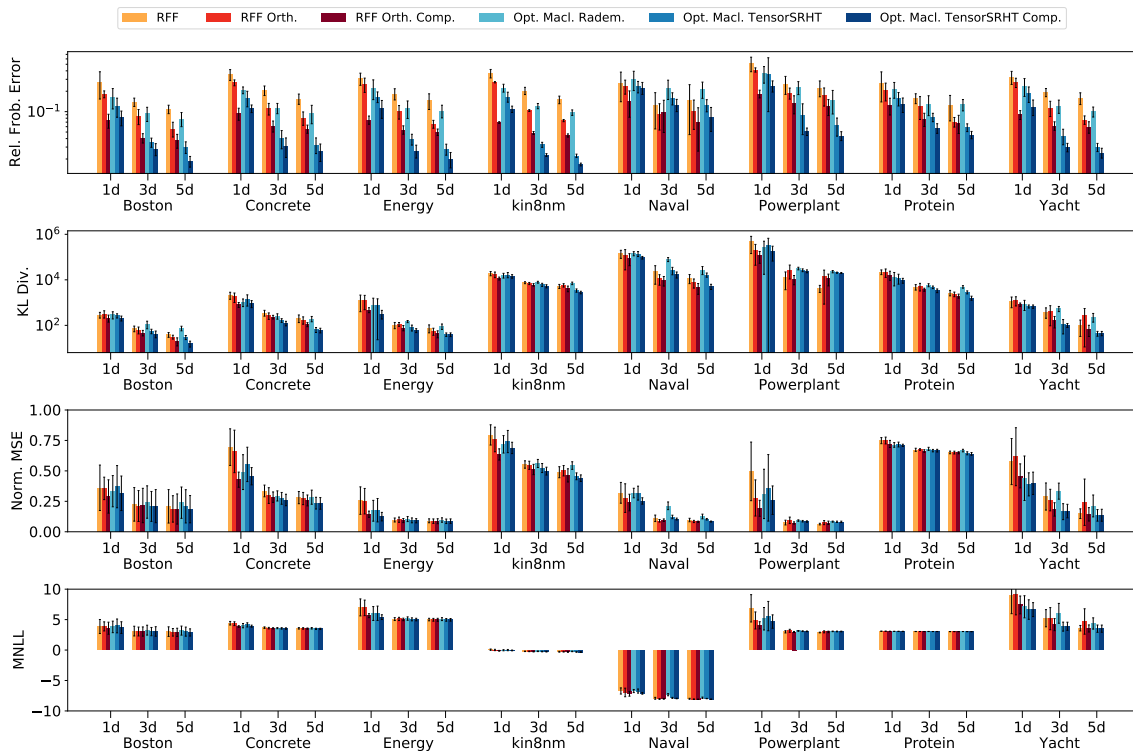 RFF RFF Orth. RFF Orth. Comp. Opt. Macl. Radem. Opt. Macl. TensorSRHT Opt. Macl. TensorSRHT Comp.
Rel. Frob. Error
10⁻¹
1d 3d 5d 1d 3d 5d 1d 3d 5d 1d 3d 5d 1d 3d 5d 1d 3d 5d 1d 3d 5d 1d 3d 5d
Boston Concrete Energy kin8nm Naval Powerplant Protein Yacht
KL Div.
10⁶
10⁴
10²
1d 3d 5d 1d 3d 5d 1d 3d 5d 1d 3d 5d 1d 3d 5d 1d 3d 5d 1d 3d 5d 1d 3d 5d
Boston Concrete Energy kin8nm Naval Powerplant Protein Yacht
Norm. MSE
1.00
0.75
0.50
0.25
0.00
1d 3d 5d 1d 3d 5d 1d 3d 5d 1d 3d 5d 1d 3d 5d 1d 3d 5d 1d 3d 5d 1d 3d 5d
Boston Concrete Energy kin8nm Naval Powerplant Protein Yacht
MNLL
10
5
0
−5
−10
1d 3d 5d 1d 3d 5d 1d 3d 5d 1d 3d 5d 1d 3d 5d 1d 3d 5d 1d 3d 5d 1d 3d 5d
Boston Concrete Energy kin8nm Naval Powerplant Protein Yacht